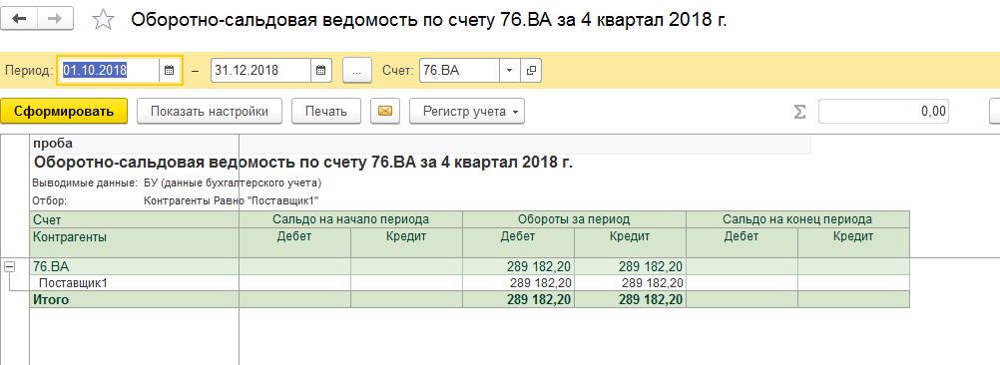 Оборотно-сальдовая ведомость по счету 76.ВА за 4 квартал 2018 г.
Период: 01.10.2018 – 31.12.2018 ... Счет: 76.ВА
Сформировать Показать настройки Печать Регистр учета Σ 0,00
проба
Оборотно-сальдовая ведомость по счету 76.ВА за 4 квартал 2018 г.
Выводимые данные: БУ (данные бухгалтерского учета)
Отбор: Контрагенты Равно "Поставщик1"
Счет Сальдо на начало периода Обороты за период Сальдо на конец периода
Контрагенты Дебет Кредит Дебет Кредит Дебет Кредит
76.ВА 289 182,20 289 182,20
Поставщик1 289 182,20 289 182,20
Итого 289 182,20 289 182,20